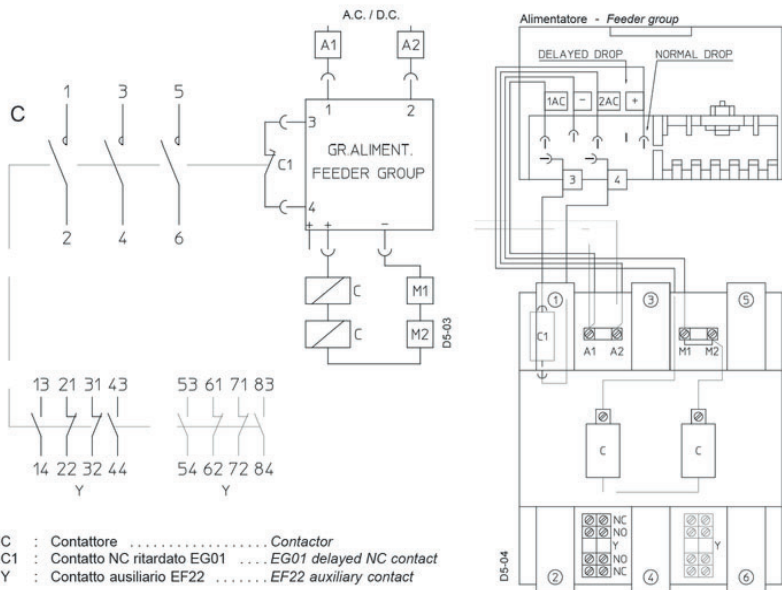 A.C. / D.C.
A1 A2
1 3 5
C
1 2
3
C1
GR.ALIMENT.
FEEDER GROUP
4
+ + −
2 4 6
C
M1
C
M2
D5-03
13 21 31 43
53 61 71 83
14 22 32 44
54 62 72 84
Y
Y
C : Contattore .................... Contactor
C1 : Contatto NC ritardato EG01 .... EG01 delayed NC contact
Y : Contatto ausiliario EF22 ....... EF22 auxiliary contact
Alimentatore - Feeder group
DELAYED DROP NORMAL DROP
1AC − 2AC +
3 4
1 3 5
C1
A1 A2
M1 M2
C C
NC
NO
Y
NO
NC
Y
D5-04
2 4 6